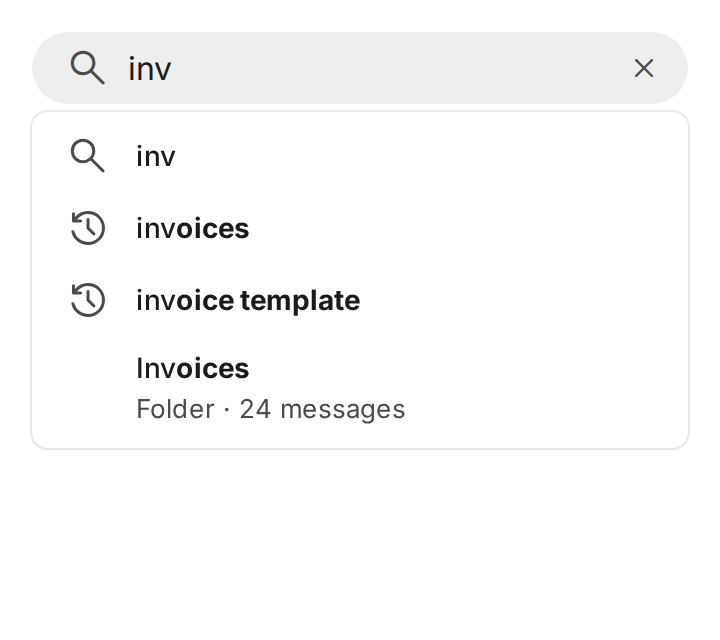 inv
inv
invoices
invoice template
Invoices
Folder · 24 messages